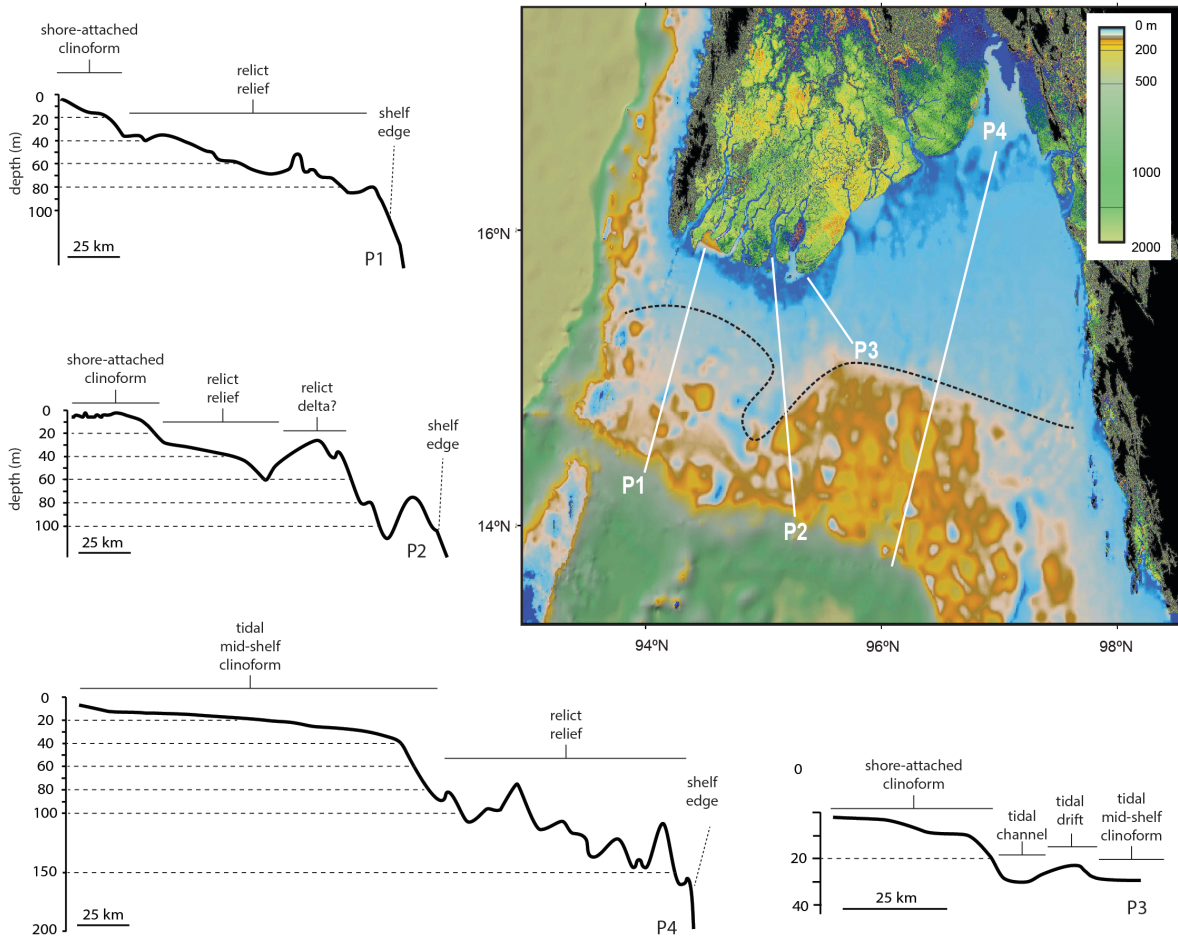 shore-attached
clinoform
relict
relief
shelf
edge
0
20
40
60
80
100
depth (m)
25 km
P1
shore-attached
clinoform
relict
relief
relict
delta?
shelf
edge
0
20
40
60
80
100
depth (m)
25 km
P2
0 m
200
500
1000
2000
P4
P3
P1
P2
16ºN
14ºN
94ºN
96ºN
98ºN
tidal
mid-shelf
clinoform
relict
relief
shelf
edge
0
20
40
60
80
100
150
200
25 km
P4
0
shore-attached
clinoform
tidal
channel
tidal
drift
tidal
mid-shelf
clinoform
20
40
25 km
P3